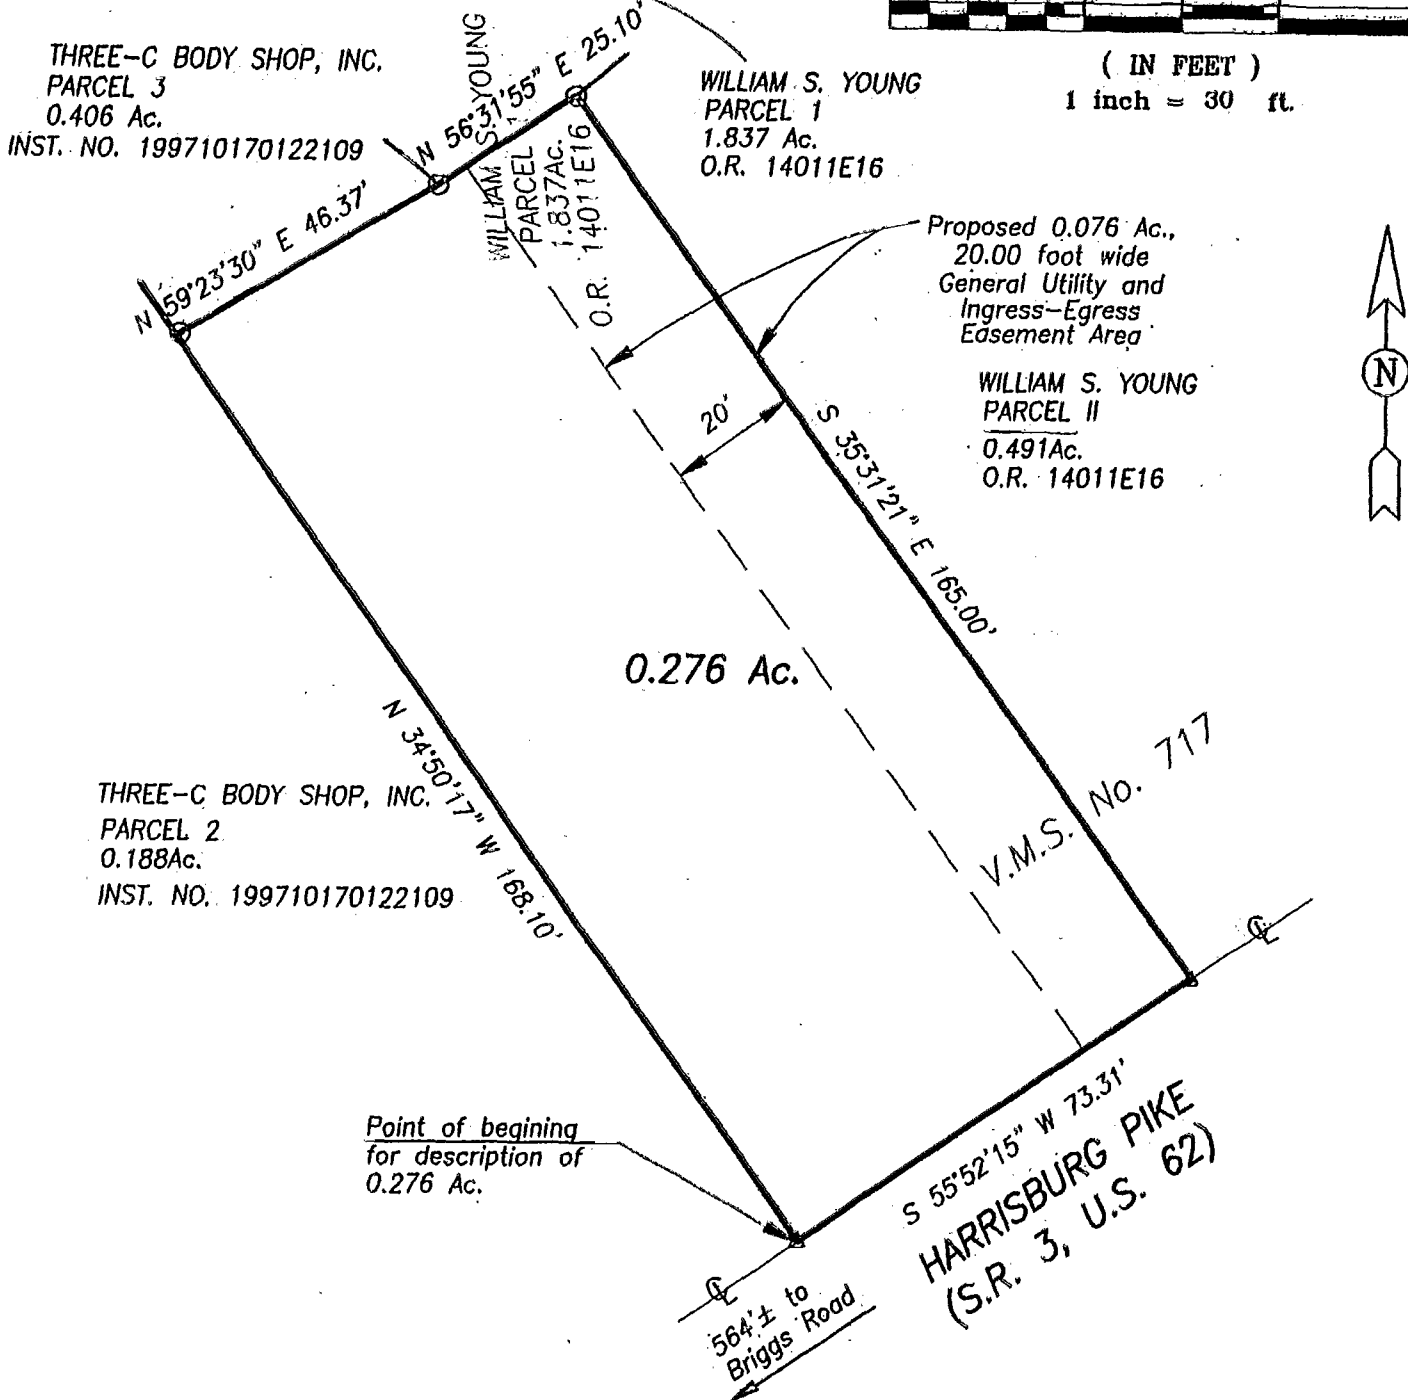 THREE-C BODY SHOP, INC.
PARCEL 3
0.406 Ac.
INST. NO. 199710170122109
N 59°23'30" E 46.37'
N 56°31'55" E 25.10'
WILLIAM S. YOUNG
PARCEL
1.837Ac.
O.R. 14011E16
WILLIAM S. YOUNG
PARCEL 1
1.837 Ac.
O.R. 14011E16
( IN FEET )
1 inch = 30 ft.
Proposed 0.076 Ac.,
20.00 foot wide
General Utility and
Ingress-Egress
Easement Area
N
WILLIAM S. YOUNG
PARCEL II
0.491Ac.
O.R. 14011E16
20'
S 35°31'21" E 165.00'
0.276 Ac.
N 34°50'17" W 168.10'
V.M.S. No. 717
THREE-C BODY SHOP, INC.
PARCEL 2
0.188Ac.
INST. NO. 199710170122109
℄
Point of begining
for description of
0.276 Ac.
S 55°52'15" W 73.31'
HARRISBURG PIKE
(S.R. 3, U.S. 62)
℄
564'± to
Briggs Road